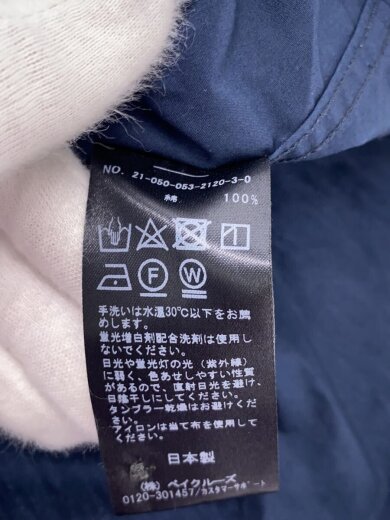 NO. 21-050-053-2120-3-0
綿 100%
F W
手洗いは水温30℃以下をお薦
めします。
蛍光増白剤配合洗剤は使用し
ないでください。
日光や蛍光灯の光（紫外線）
に弱く、色あせしやすい性質
があるので、直射日光を避け、
日陰干しにしてください。
タンブラー乾燥はお避けくだ
さい。
アイロンは当て布を使用して
ください。
日本製
（株）ベイクルーズ
0120-301457/カスタマーサポート